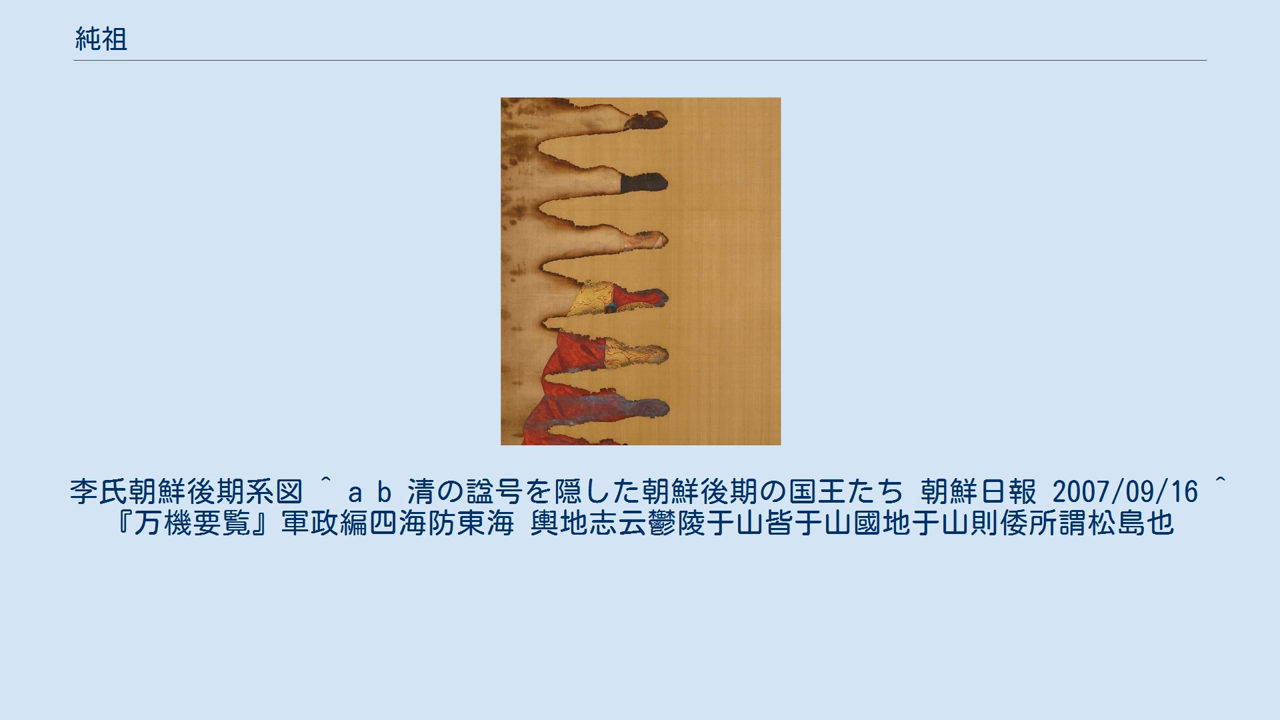 純祖
李氏朝鮮後期系図 ^ a b 清の諡号を隠した朝鮮後期の国王たち 朝鮮日報 2007/09/16 ^
『万機要覧』軍政編四海防東海 輿地志云鬱陵于山皆于山國地于山則倭所謂松島也